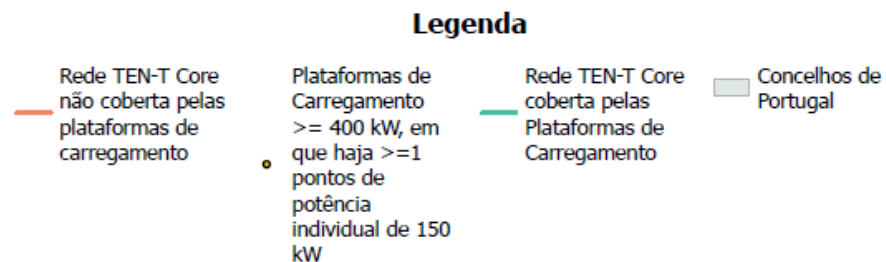 Legenda
Rede TEN-T Core
não coberta pelas
plataformas de
carregamento
Plataformas de
Carregamento
>= 400 kW, em
que haja >=1
pontos de
potência
individual de 150
kW
Rede TEN-T Core
coberta pelas
Plataformas de
Carregamento
Concelhos de
Portugal